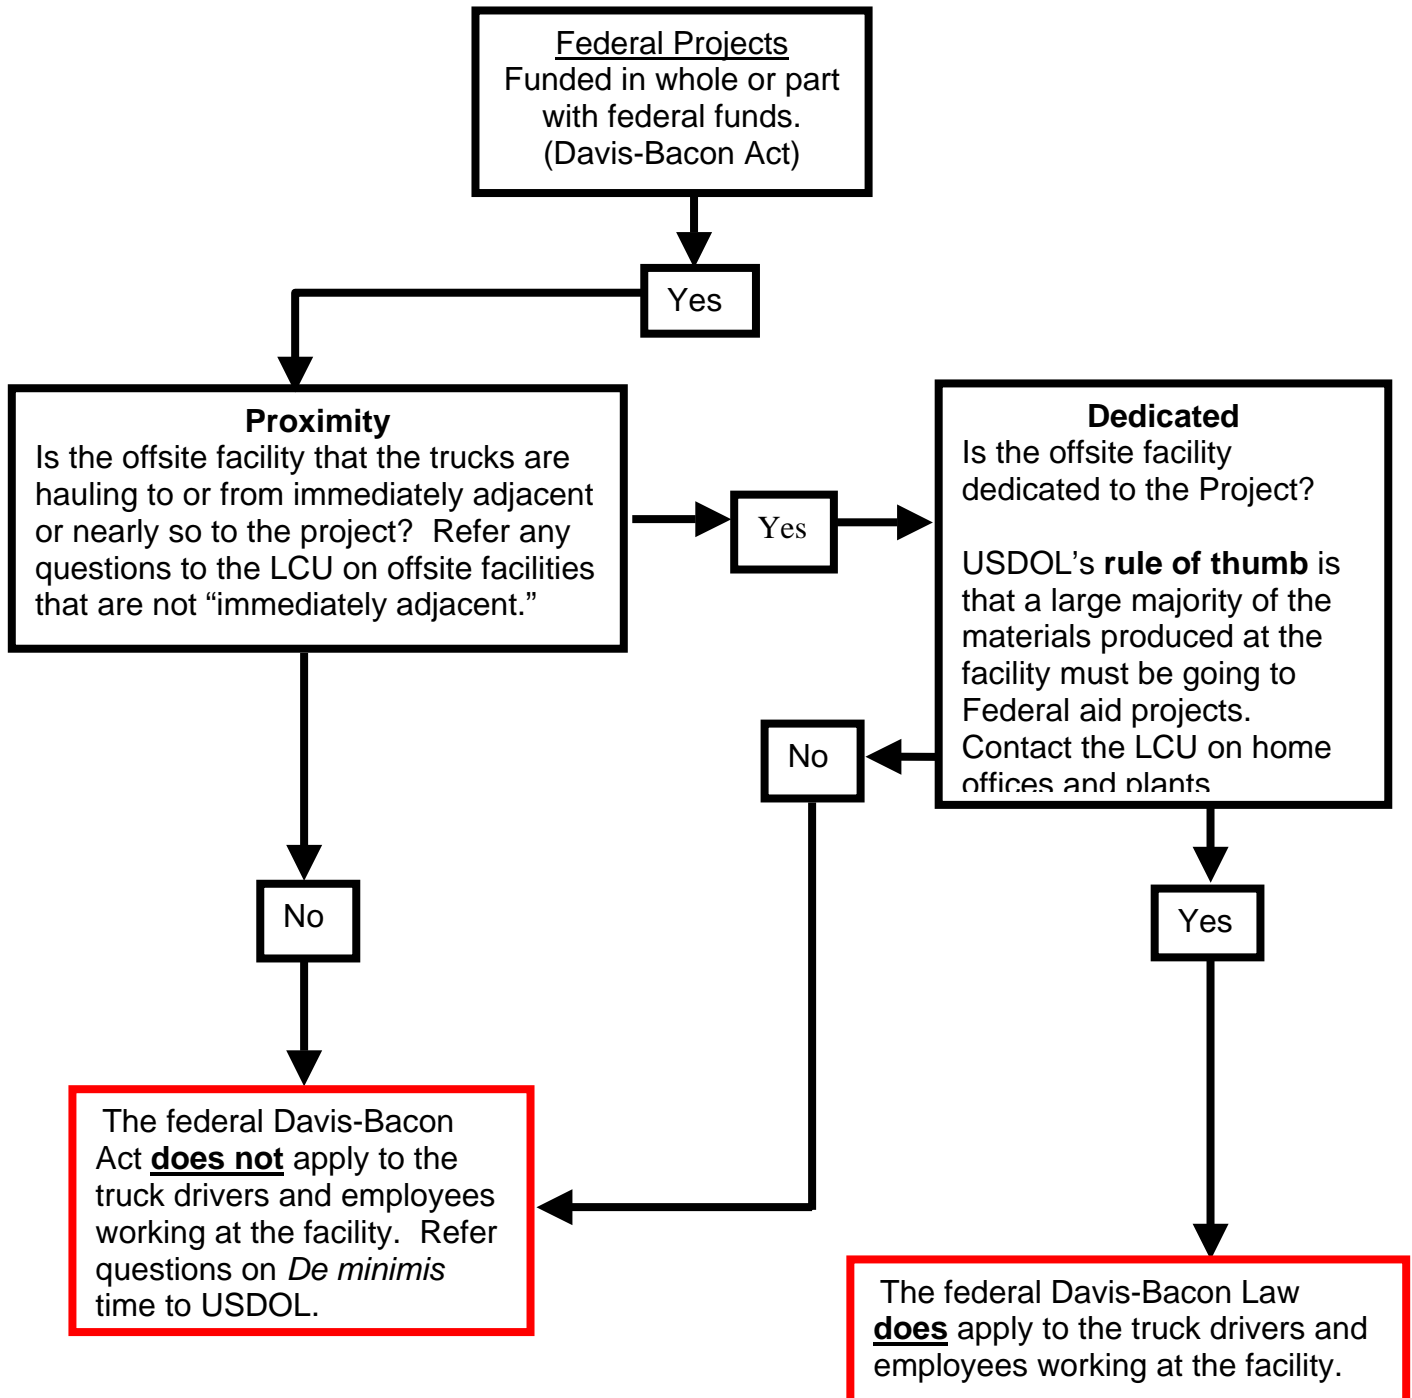 Federal Projects
Funded in whole or part
with federal funds.
(Davis-Bacon Act)
Yes
Proximity
Is the offsite facility that the trucks are
hauling to or from immediately adjacent
or nearly so to the project?  Refer any
questions to the LCU on offsite facilities
that are not “immediately adjacent.”
Yes
Dedicated
Is the offsite facility
dedicated to the Project?
USDOL’s rule of thumb is
that a large majority of the
materials produced at the
facility must be going to
Federal aid projects.
Contact the LCU on home
offices and plants
No
No
Yes
The federal Davis-Bacon
Act does not apply to the
truck drivers and employees
working at the facility.  Refer
questions on De minimis
time to USDOL.
The federal Davis-Bacon Law
does apply to the truck drivers and
employees working at the facility.